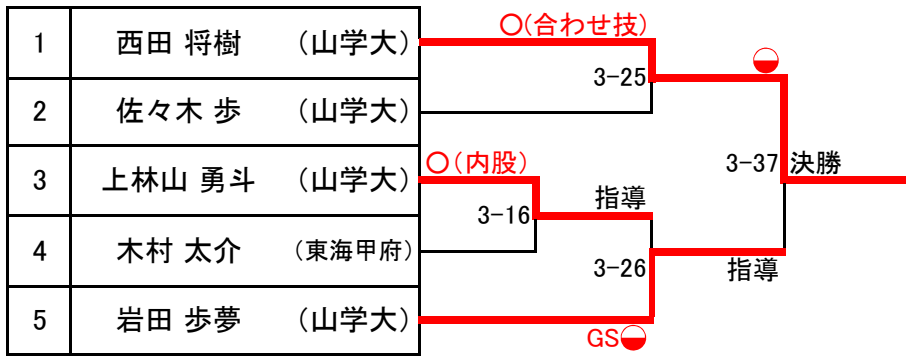 1 西田 将樹 (山学大)
〇(合わせ技)
3-25
2 佐々木 歩 (山学大)
3 上林山 勇斗 (山学大)
〇(内股)
3-16
指導
3-37 決勝
4 木村 太介 (東海甲府)
3-26
指導
5 岩田 歩夢 (山学大)
GS